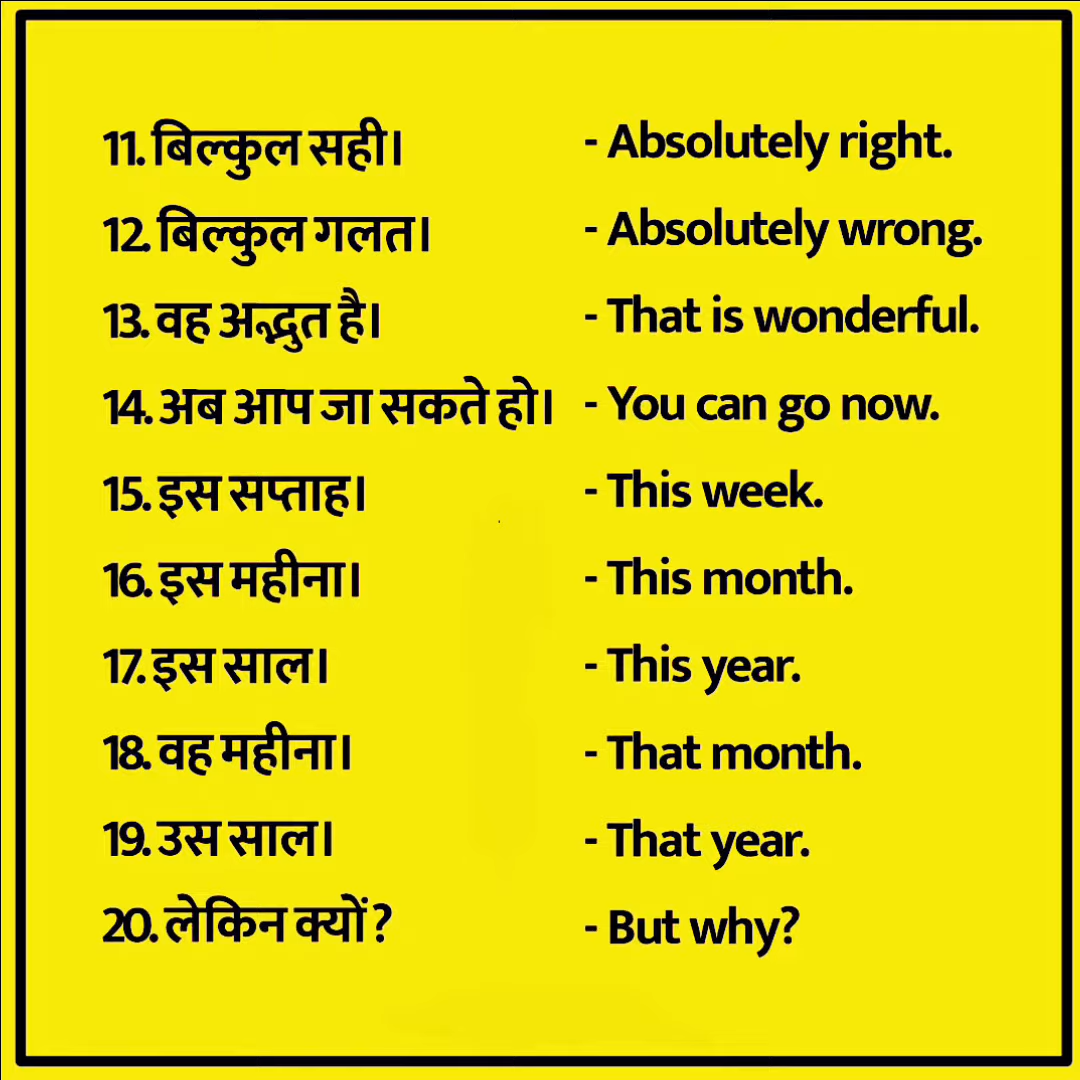 11. बिल्कुल सही। - Absolutely right.
12. बिल्कुल गलत। - Absolutely wrong.
13. वह अद्भुत है। - That is wonderful.
14. अब आप जा सकते हो। - You can go now.
15. इस सप्ताह। - This week.
16. इस महीना। - This month.
17. इस साल। - This year.
18. वह महीना। - That month.
19. उस साल। - That year.
20. लेकिन क्यों? - But why?